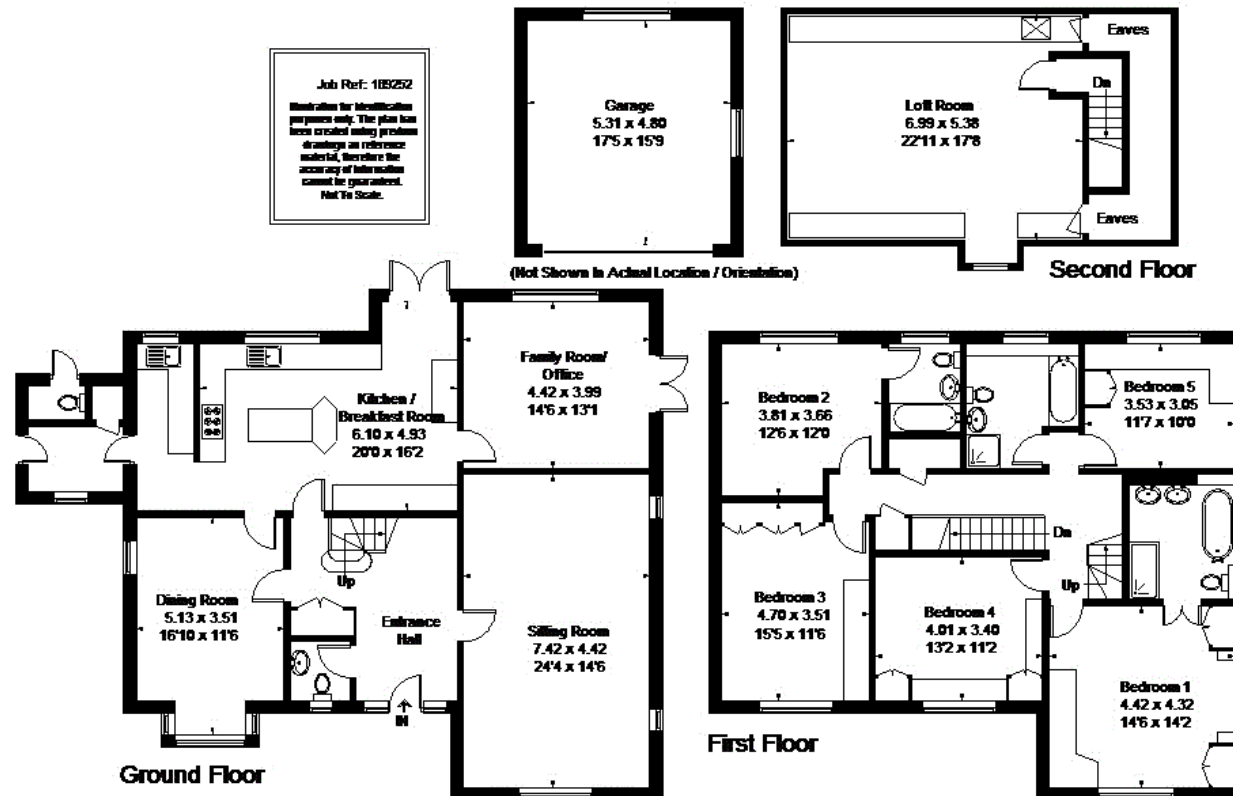 Job Ref: 189252
Illustration for identification
purposes only. The plan has
been created using previous
drawings as reference
material, therefore the
accuracy of information
cannot be guaranteed.
Not To Scale.
Garage
5.31 x 4.80
17'5 x 15'9
(Not Shown In Actual Location / Orientation)
Eaves
Dn
Loft Room
6.99 x 5.38
22'11 x 17'8
Eaves
Second Floor
Family Room/
Office
4.42 x 3.99
14'6 x 13'1
Kitchen /
Breakfast Room
6.10 x 4.93
20'0 x 16'2
Up
Dining Room
5.13 x 3.51
16'10 x 11'6
Entrance
Hall
Sitting Room
7.42 x 4.42
24'4 x 14'6
IN
Ground Floor
Bedroom 2
3.81 x 3.66
12'6 x 12'0
Bedroom 5
3.53 x 3.05
11'7 x 10'0
Dn
Up
Bedroom 3
4.70 x 3.51
15'5 x 11'6
Bedroom 4
4.01 x 3.40
13'2 x 11'2
Bedroom 1
4.42 x 4.32
14'6 x 14'2
First Floor